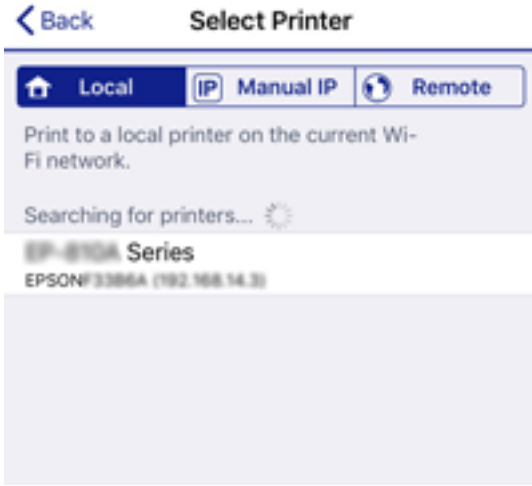 Back
Select Printer
Local
IP Manual IP
Remote
Print to a local printer on the current Wi-
Fi network.
Searching for printers...
Series
EPSON